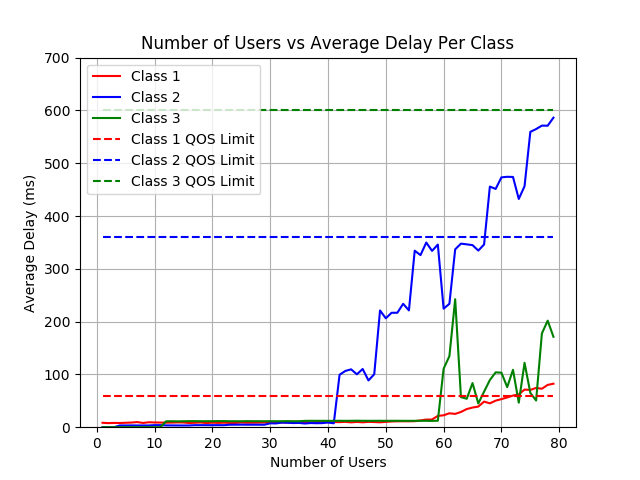 Number of Users vs Average Delay Per Class
700
600
500
400
300
200
100
0
Average Delay (ms)
Class 1
Class 2
Class 3
Class 1 QOS Limit
Class 2 QOS Limit
Class 3 QOS Limit
0 10 20 30 40 50 60 70 80
Number of Users